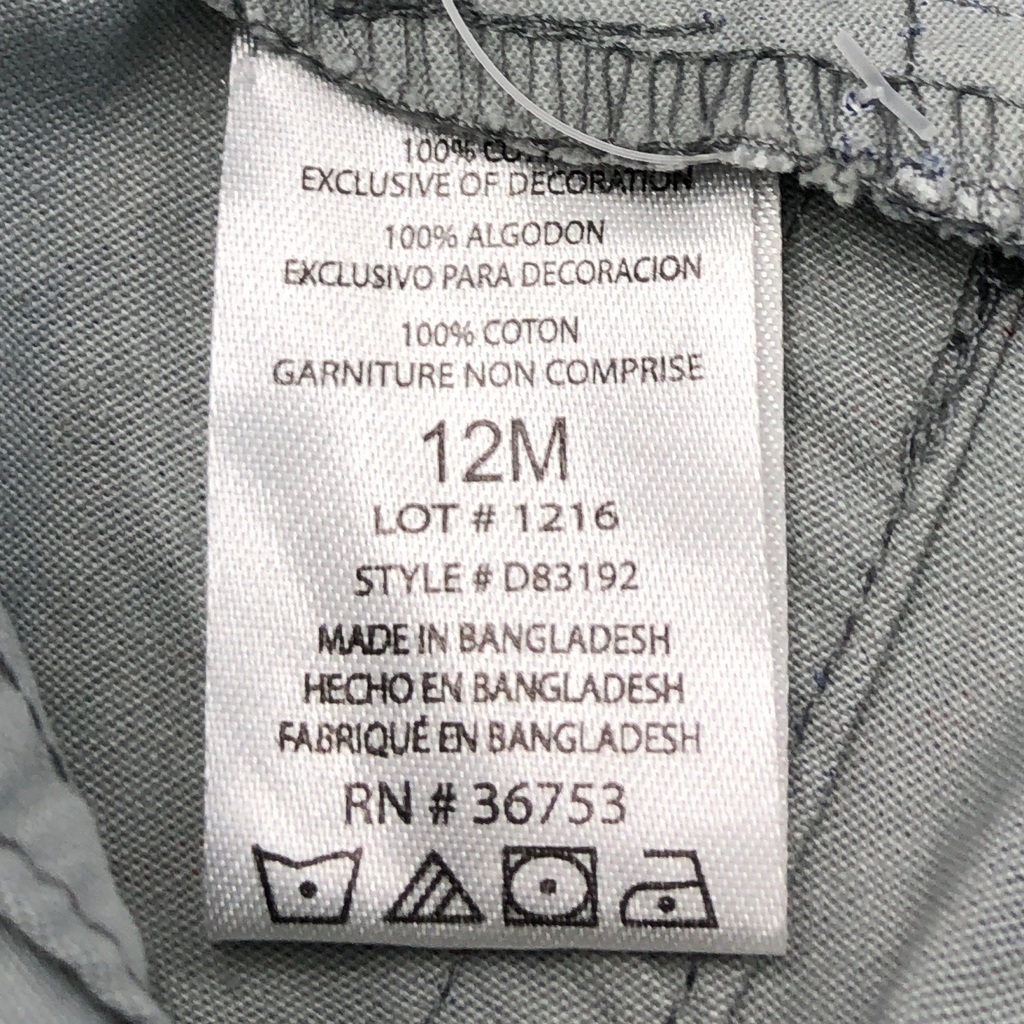 100%
EXCLUSIVE OF DECORATION
100% ALGODON
EXCLUSIVO PARA DECORACION
100% COTON
GARNITURE NON COMPRISE
12M
LOT # 1216
STYLE # D83192
MADE IN BANGLADESH
HECHO EN BANGLADESH
FABRIQUÉ EN BANGLADESH
RN # 36753